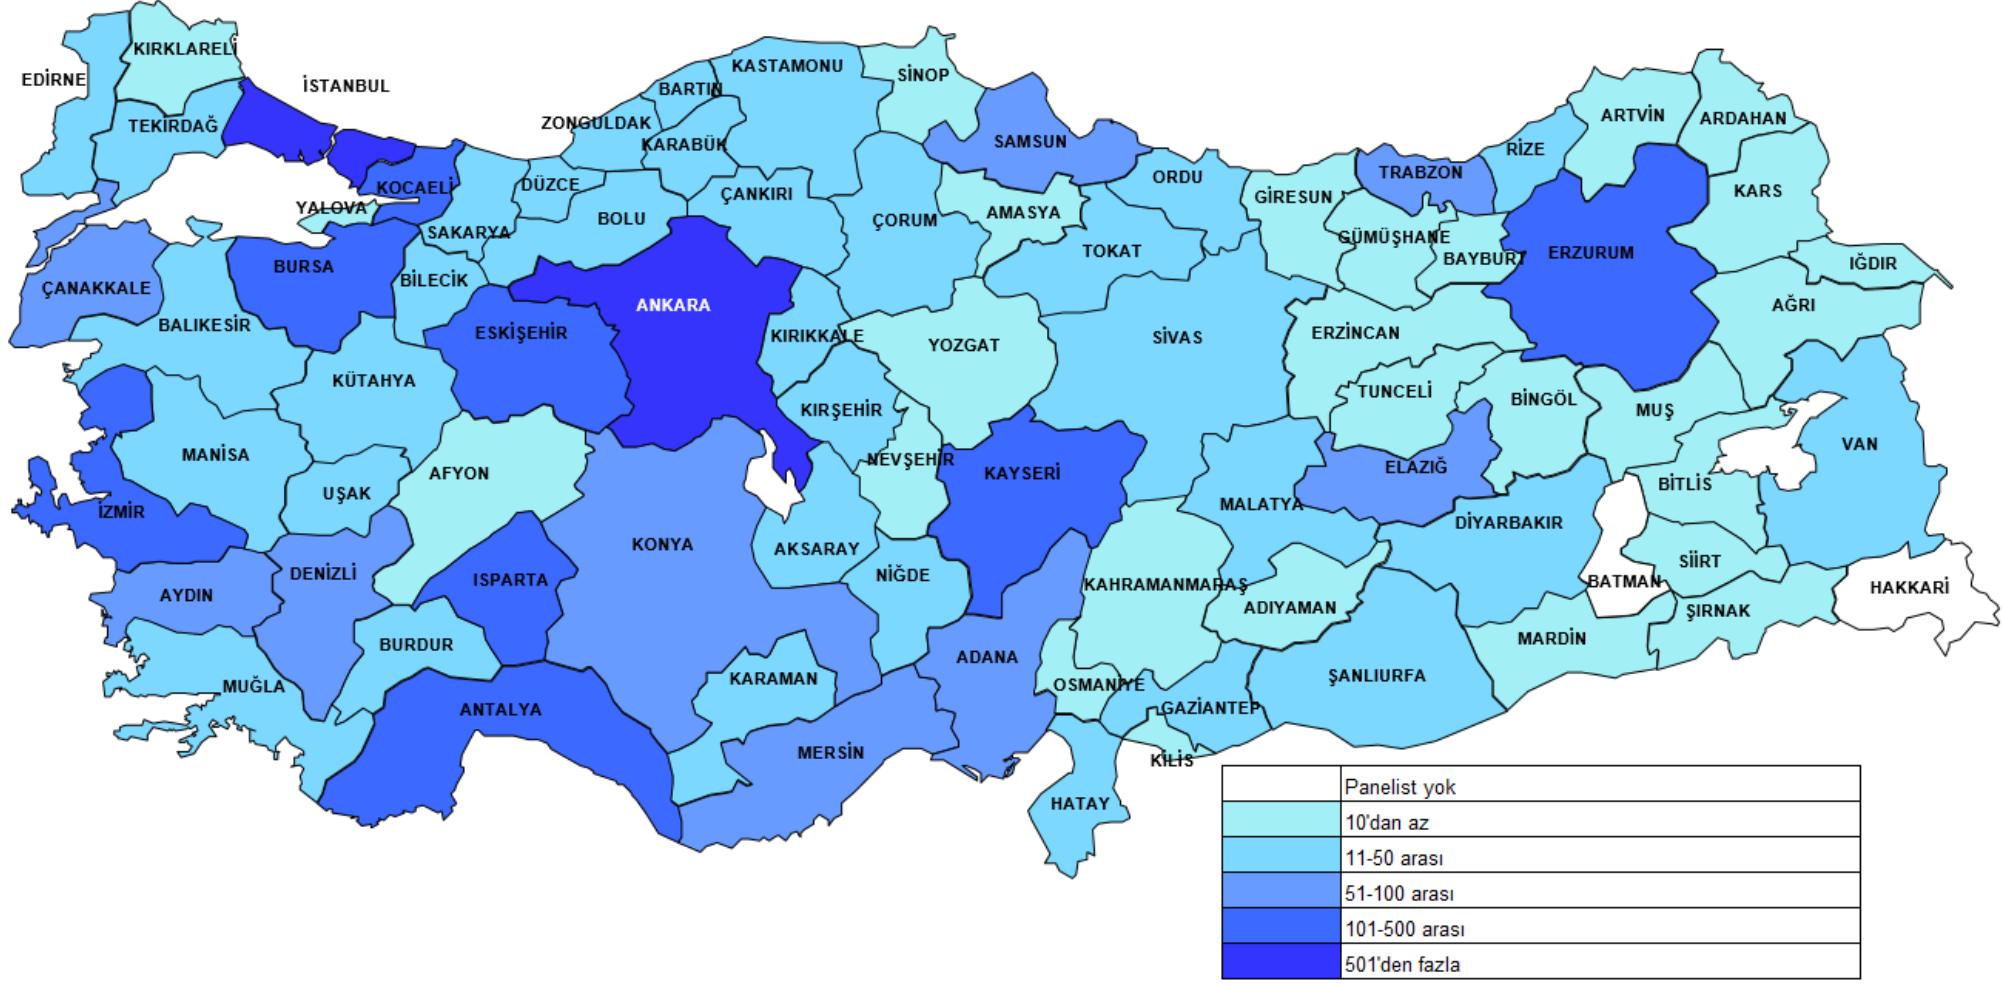 KIRKLARELİ
EDİRNE
İSTANBUL
TEKİRDAĞ
KASTAMONU
BARTIN
SİNOP
ZONGULDAK
KARABÜK
SAMSUN
ARTVİN
ARDAHAN
RİZE
TRABZON
ORDU
GİRESUN
KARS
KOCAELİ
YALOVA
DÜZCE
BOLU
ÇANKIRI
SAKARYA
ÇORUM
AMASYA
TOKAT
GÜMÜŞHANE
BAYBURT
ERZURUM
IĞDIR
BURSA
BİLECİK
ÇANAKKALE
BALIKESİR
ESKİŞEHİR
ANKARA
KIRIKKALE
YOZGAT
SİVAS
ERZİNCAN
AĞRI
KÜTAHYA
KIRŞEHİR
TUNCELİ
BİNGÖL
MUŞ
VAN
MANİSA
UŞAK
AFYON
NEVŞEHİR
KAYSERİ
ELAZIĞ
BİTLİS
MALATYA
DİYARBAKIR
İZMİR
KONYA
AKSARAY
NİĞDE
KAHRAMANMARAŞ
ADIYAMAN
SİİRT
BATMAN
HAKKARİ
ŞIRNAK
MARDİN
AYDIN
DENİZLİ
ISPARTA
BURDUR
MUĞLA
ANTALYA
KARAMAN
MERSİN
ADANA
OSMANİYE
GAZİANTEP
ŞANLIURFA
KİLİS
HATAY
Panelist yok
10'dan az
11-50 arası
51-100 arası
101-500 arası
501'den fazla